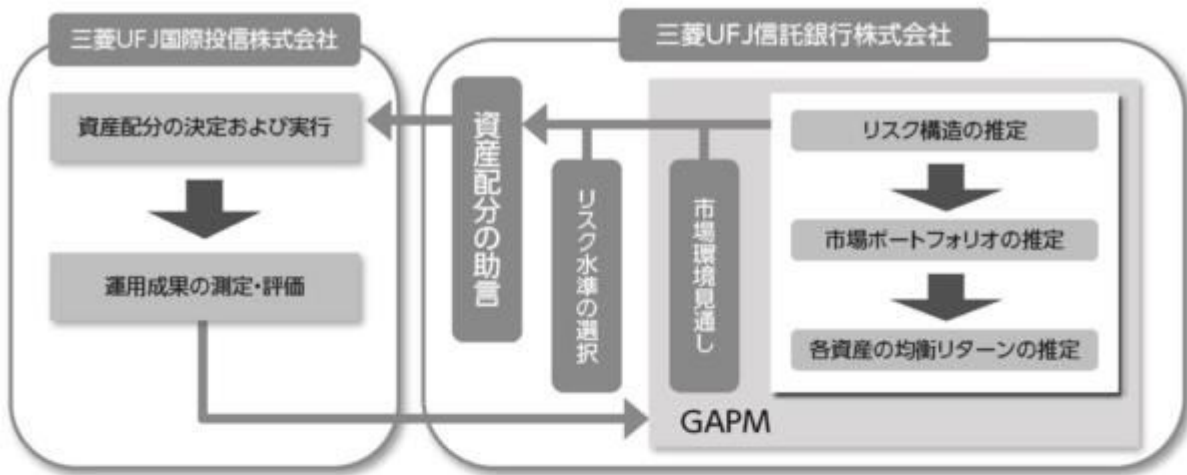 三菱UFJ国際投信株式会社
資産配分の決定および実行
運用成果の測定・評価
三菱UFJ信託銀行株式会社
資産配分の助言
リスク水準の選択
市場環境見通し
リスク構造の推定
市場ポートフォリオの推定
各資産の均衡リターンの推定
GAPM